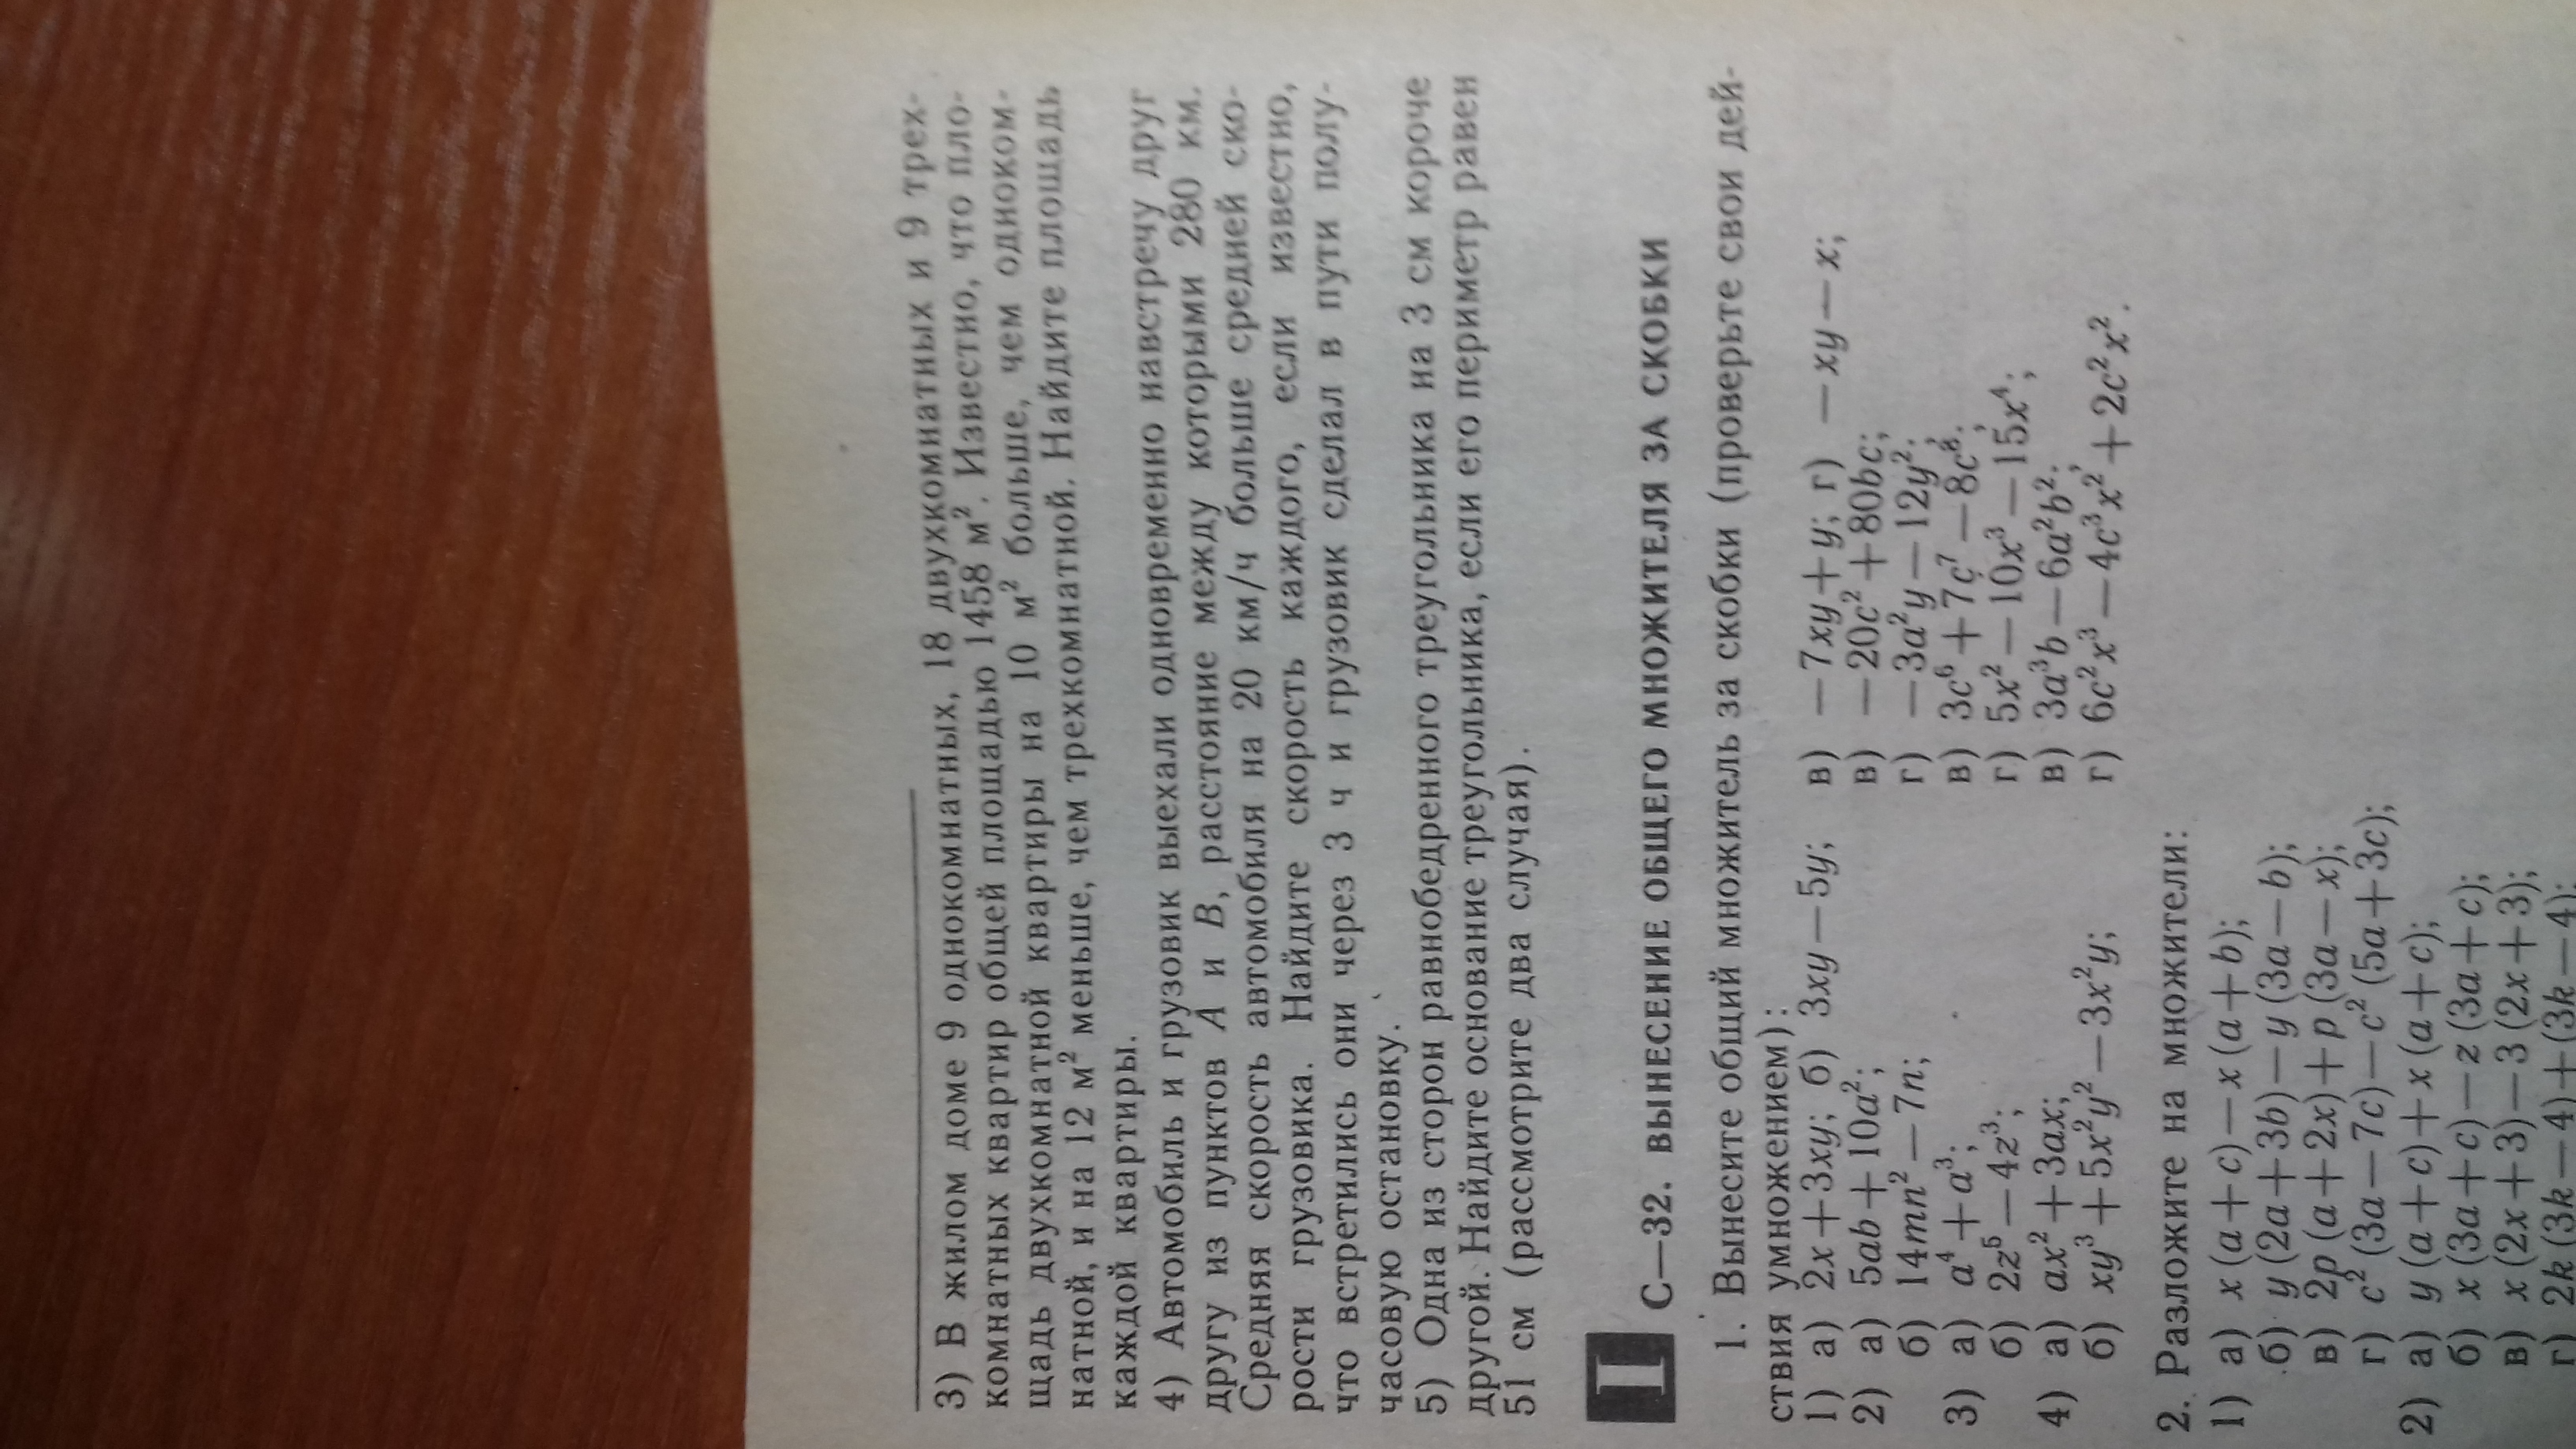 3) В жилом доме 9 однокомнатных, 18 двухкомнатных и 9 трех-
комнатных квартир общей площадью 1458 м². Известно, что пло-
щадь двухкомнатной квартиры на 10 м² больше, чем одноком-
натной, и на 12 м² меньше, чем трехкомнатной. Найдите площадь
каждой квартиры.
4) Автомобиль и грузовик выехали одновременно навстречу друг
другу из пунктов A и B, расстояние между которыми 280 км.
Средняя скорость автомобиля на 20 км/ч больше средней ско-
рости грузовика. Найдите скорость каждого, если известно,
что встретились они через 3 ч и грузовик сделал в пути полу-
часовую остановку.
5) Одна из сторон равнобедренного треугольника на 3 см короче
другой. Найдите основание треугольника, если его периметр равен
51 см (рассмотрите два случая).
I С—32. ВЫНЕСЕНИЕ ОБЩЕГО МНОЖИТЕЛЯ ЗА СКОБКИ
1. Вынесите общий множитель за скобки (проверьте свои дей-
ствия умножением):
1) а) 2x+3xy; б) 3xy—5y; в) —7xy+y; г) —xy—x;
2) а) 5ab+10a²; в) —20c²+80bc;
б) 14mn²—7n; г) —3a²y—12y²;
3) а) a⁴+a³; в) 3c⁶+7c⁷—8c⁸;
б) 2z⁵—4z³; г) 5x²—10x³—15x⁴;
4) а) ax²+3ax; в) 3a³b—6a²b²;
б) xy³+5x²y²—3x²y; г) 6c²x³—4c³x²+2c²x².
2. Разложите на множители:
1) а) x(a+c)—x(a+b);
б) y(2a+3b)—y(3a—b);
в) 2p(a+2x)+p(3a—x);
г) c²(3a—7c)—c²(5a+3c);
2) а) y(a+c)+x(a+c);
б) x(3a+c)—z(3a+c);
в) x(2x+3)—3(2x+3);
г) 2k(3k—4)+(3k—4);